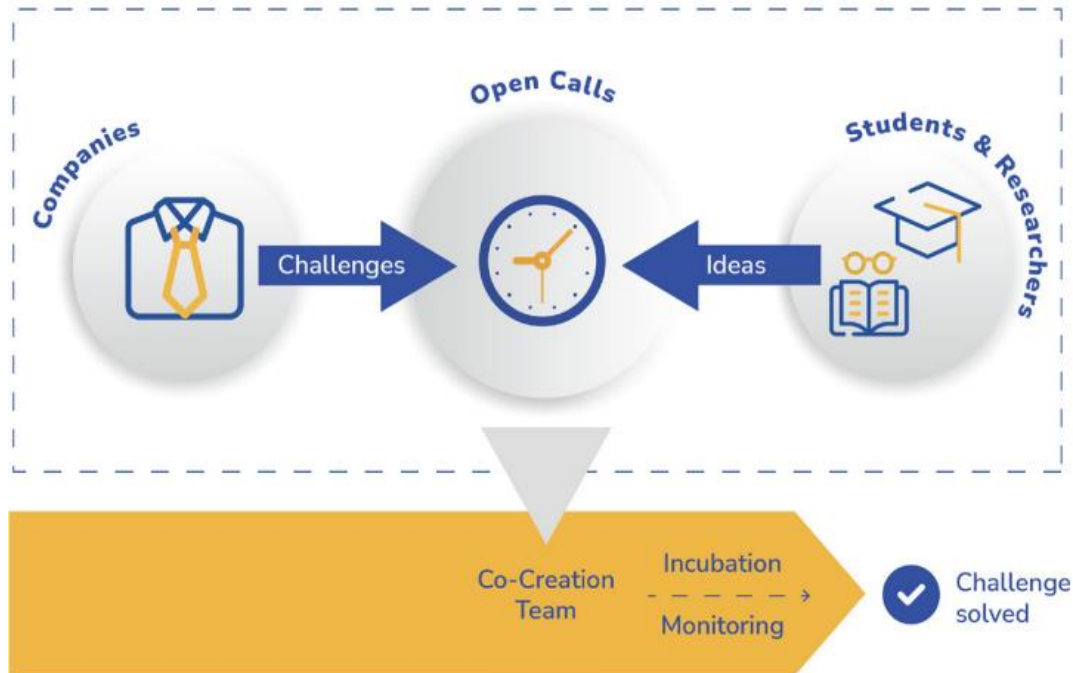 Open Calls
Companies
Students & Researchers
Challenges
Ideas
Co-Creation
Team
Incubation
Monitoring
Challenge
solved